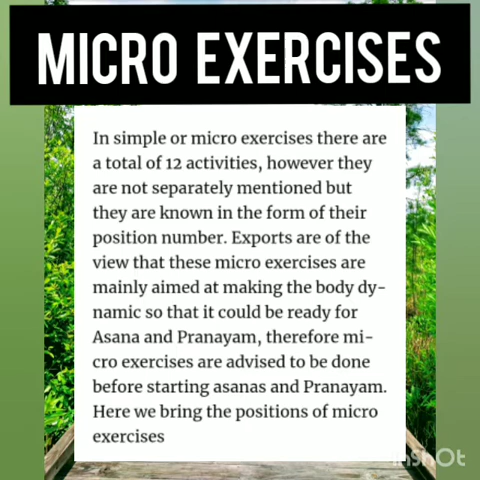 MICRO EXERCISES
In simple or micro exercises there are
a total of 12 activities, however they
are not separately mentioned but
they are known in the form of their
position number. Exports are of the
view that these micro exercises are
mainly aimed at making the body dy-
namic so that it could be ready for
Asana and Pranayam, therefore mi-
cro exercises are advised to be done
before starting asanas and Pranayam.
Here we bring the positions of micro
exercises
InShOt